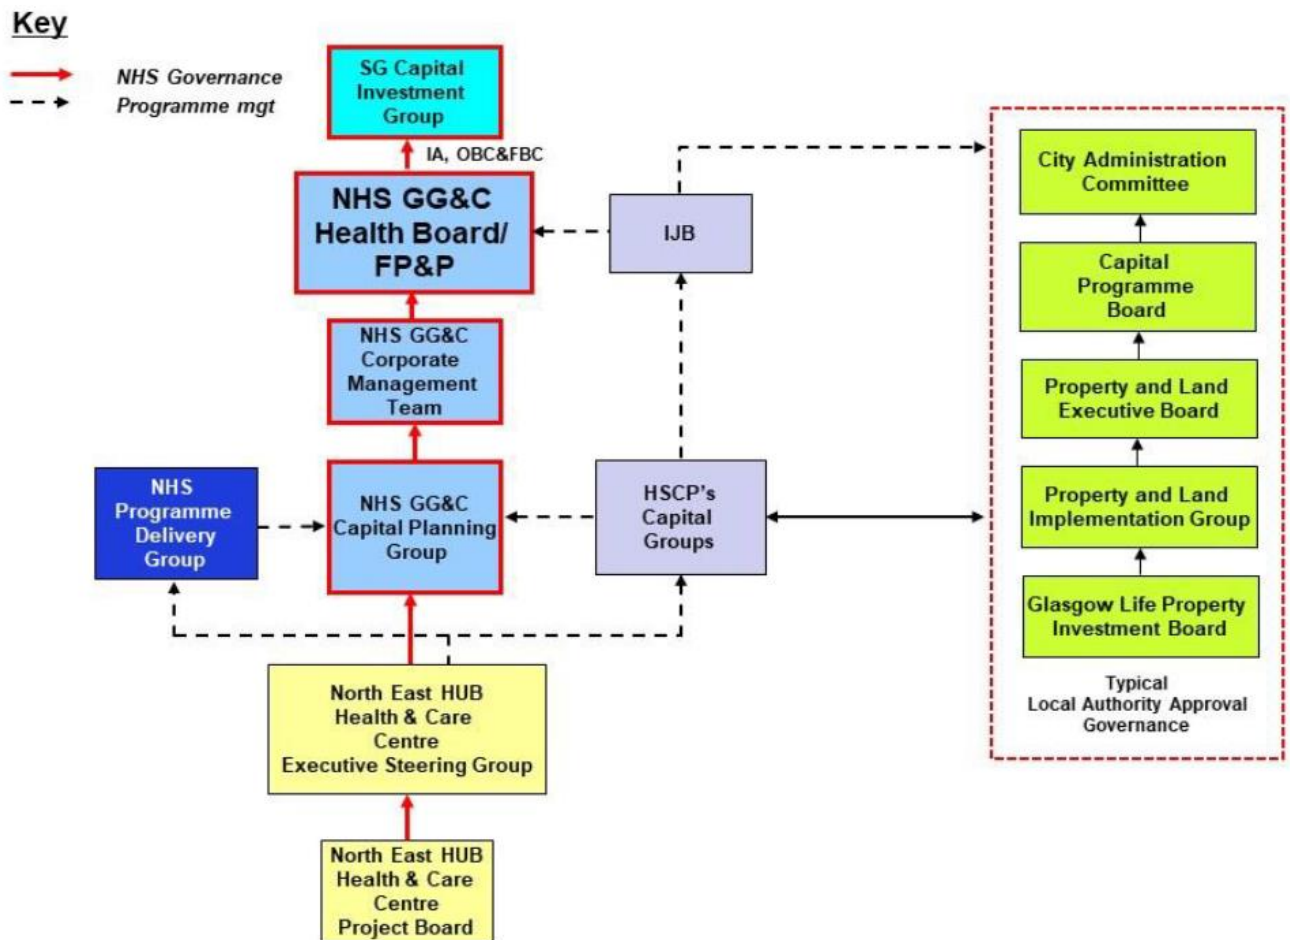 Key
NHS Governance
Programme mgt
SG Capital
Investment
Group
IA, OBC&FBC
NHS GG&C
Health Board/
FP&P
IJB
NHS GG&C
Corporate
Management
Team
NHS
Programme
Delivery
Group
NHS GG&C
Capital Planning
Group
HSCP's
Capital
Groups
North East HUB
Health & Care
Centre
Executive Steering Group
North East HUB
Health & Care
Centre
Project Board
City Administration
Committee
Capital
Programme
Board
Property and Land
Executive Board
Property and Land
Implementation Group
Glasgow Life Property
Investment Board
Typical
Local Authority Approval
Governance